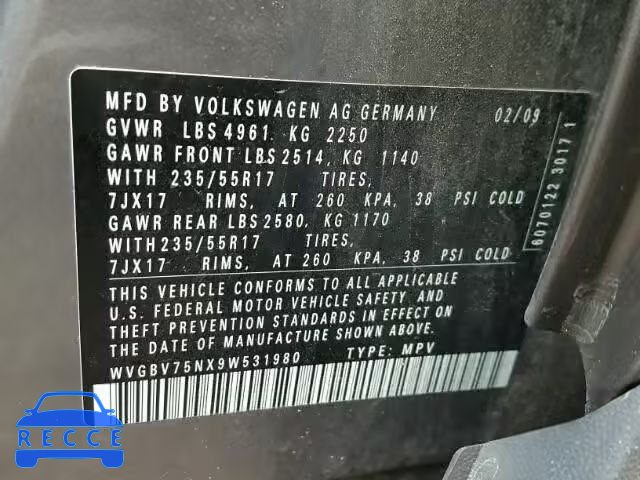 MFD BY VOLKSWAGEN AG GERMANY 02/09
GVWR LBS 4961, KG 2250
GAWR FRONT LBS 2514, KG 1140
WITH 235/55R17 TIRES,
7JX17 RIMS, AT 260 KPA, 38 PSI COLD
GAWR REAR LBS 2580, KG 1170
WITH 235/55R17 TIRES,
7JX17 RIMS, AT 260 KPA, 38 PSI COLD
THIS VEHICLE CONFORMS TO ALL APPLICABLE
U.S. FEDERAL MOTOR VEHICLE SAFETY, AND
THEFT PREVENTION STANDARDS IN EFFECT ON
THE DATE OF MANUFACTURE SHOWN ABOVE.
WVGBV75NX9W531980 TYPE: MPV
6070122 3017 1
RECCE